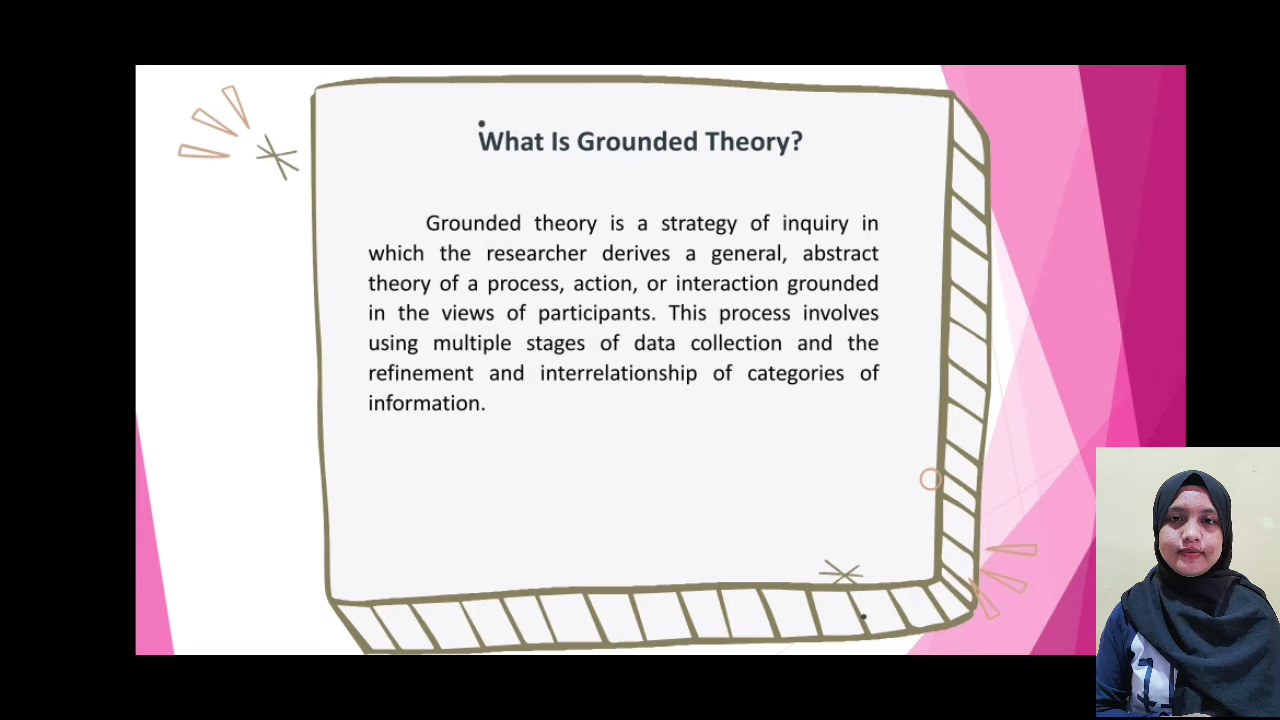 What Is Grounded Theory?
Grounded theory is a strategy of inquiry in
which the researcher derives a general, abstract
theory of a process, action, or interaction grounded
in the views of participants. This process involves
using multiple stages of data collection and the
refinement and interrelationship of categories of
information.